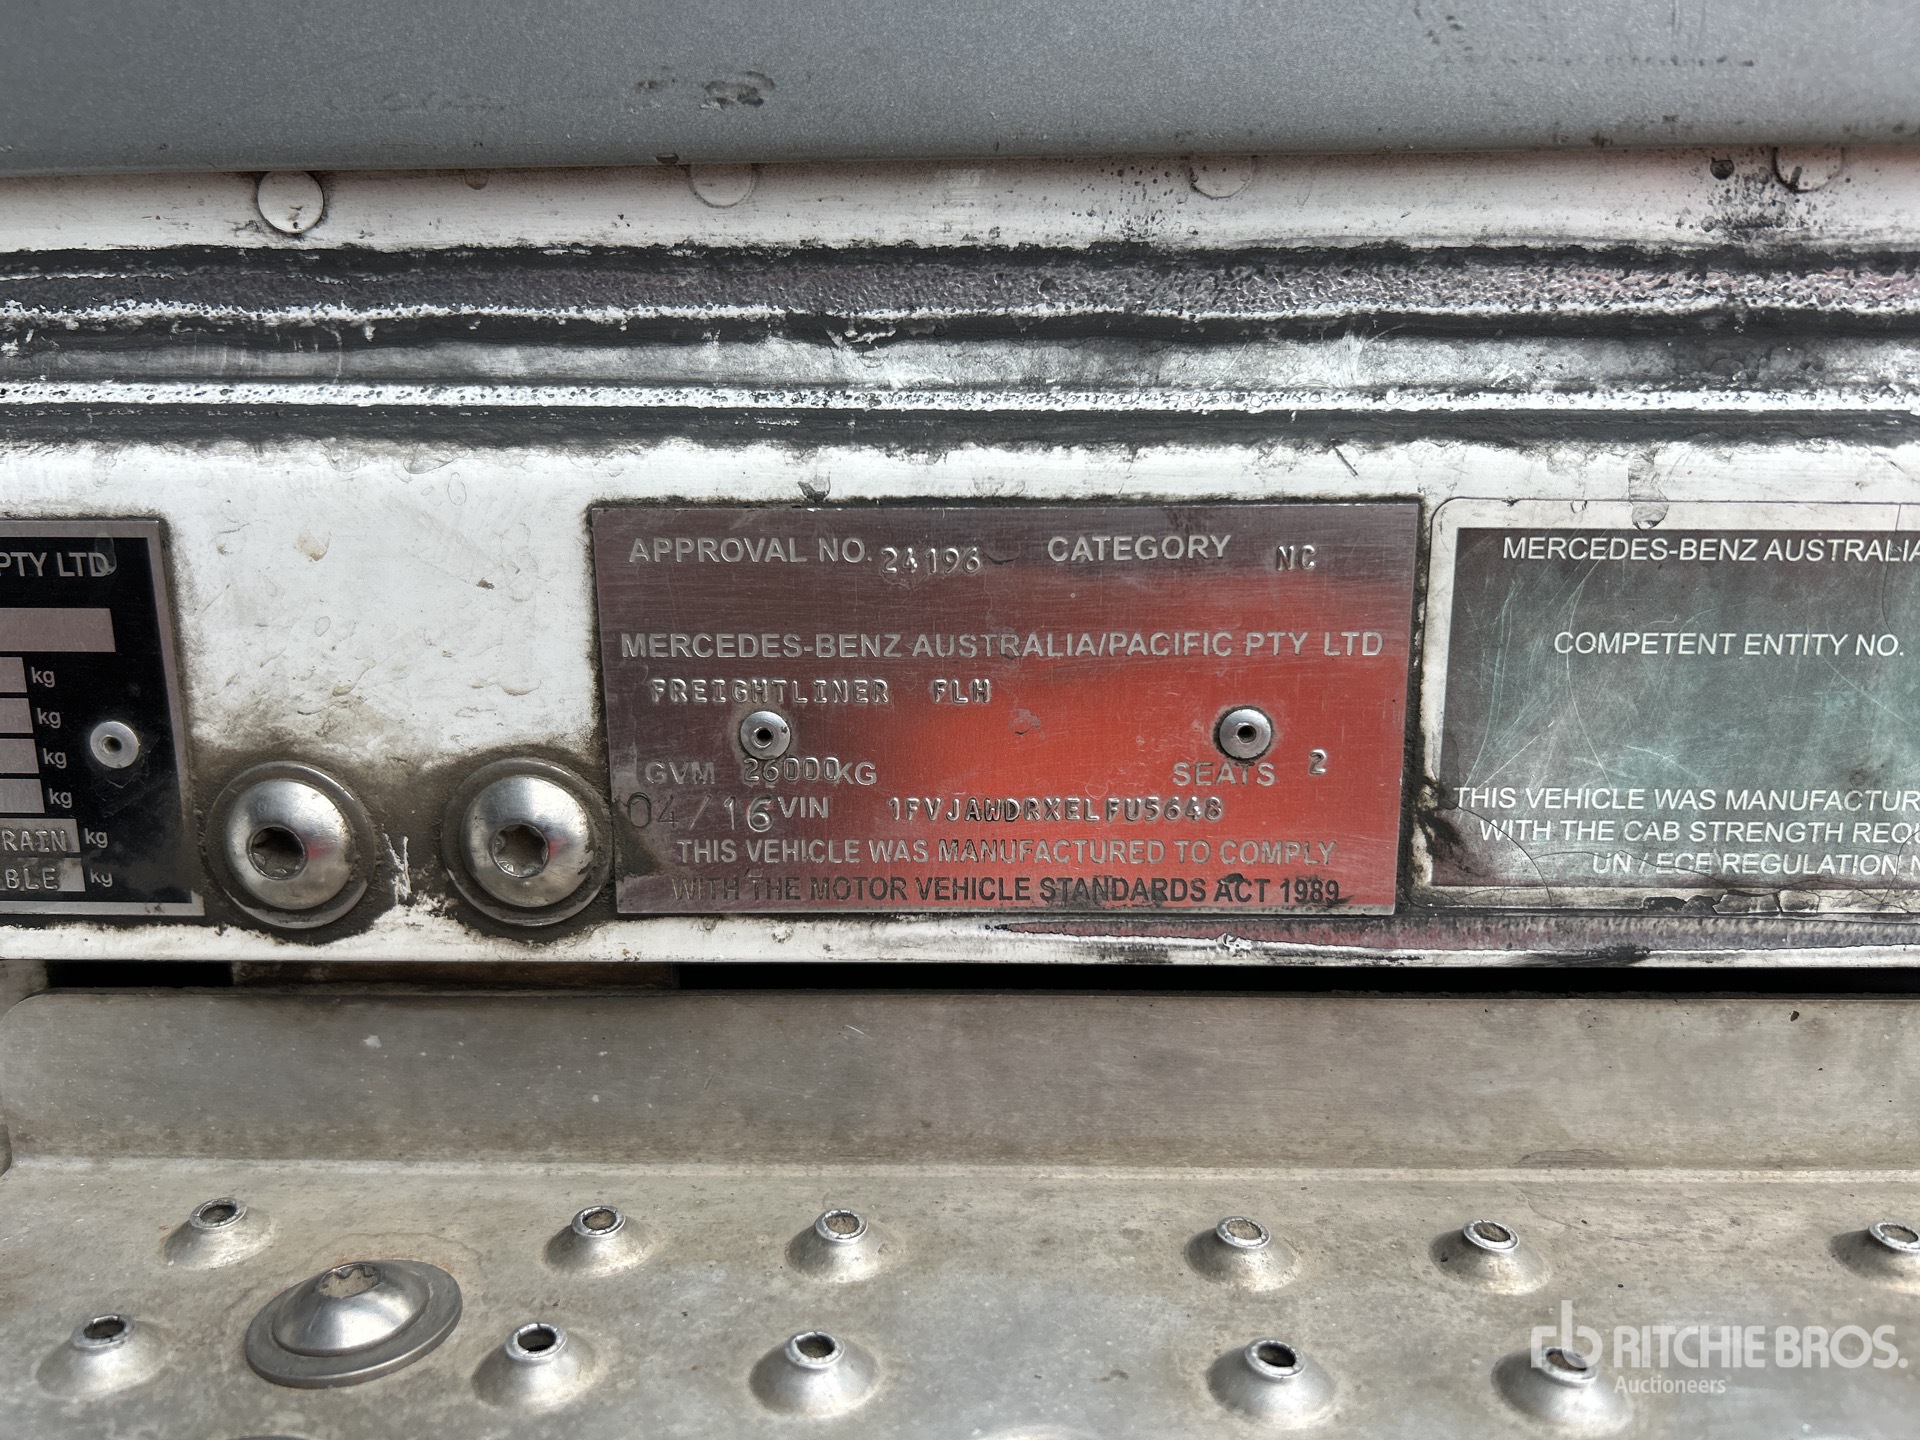 PTY LTD
kg
kg
kg
kg
RAIN kg
BLE kg
APPROVAL NO. 24196 CATEGORY NC
MERCEDES-BENZ AUSTRALIA/PACIFIC PTY LTD
FREIGHTLINER FLH
GVM 26000KG SEATS 2
04/16 VIN 1FVJAWDRXELFU5648
THIS VEHICLE WAS MANUFACTURED TO COMPLY
WITH THE MOTOR VEHICLE STANDARDS ACT 1989
MERCEDES-BENZ AUSTRALIA
COMPETENT ENTITY NO.
THIS VEHICLE WAS MANUFACTUR
WITH THE CAB STRENGTH REQU
UN / ECE REGULATION N
rb RITCHIE BROS.
Auctioneers